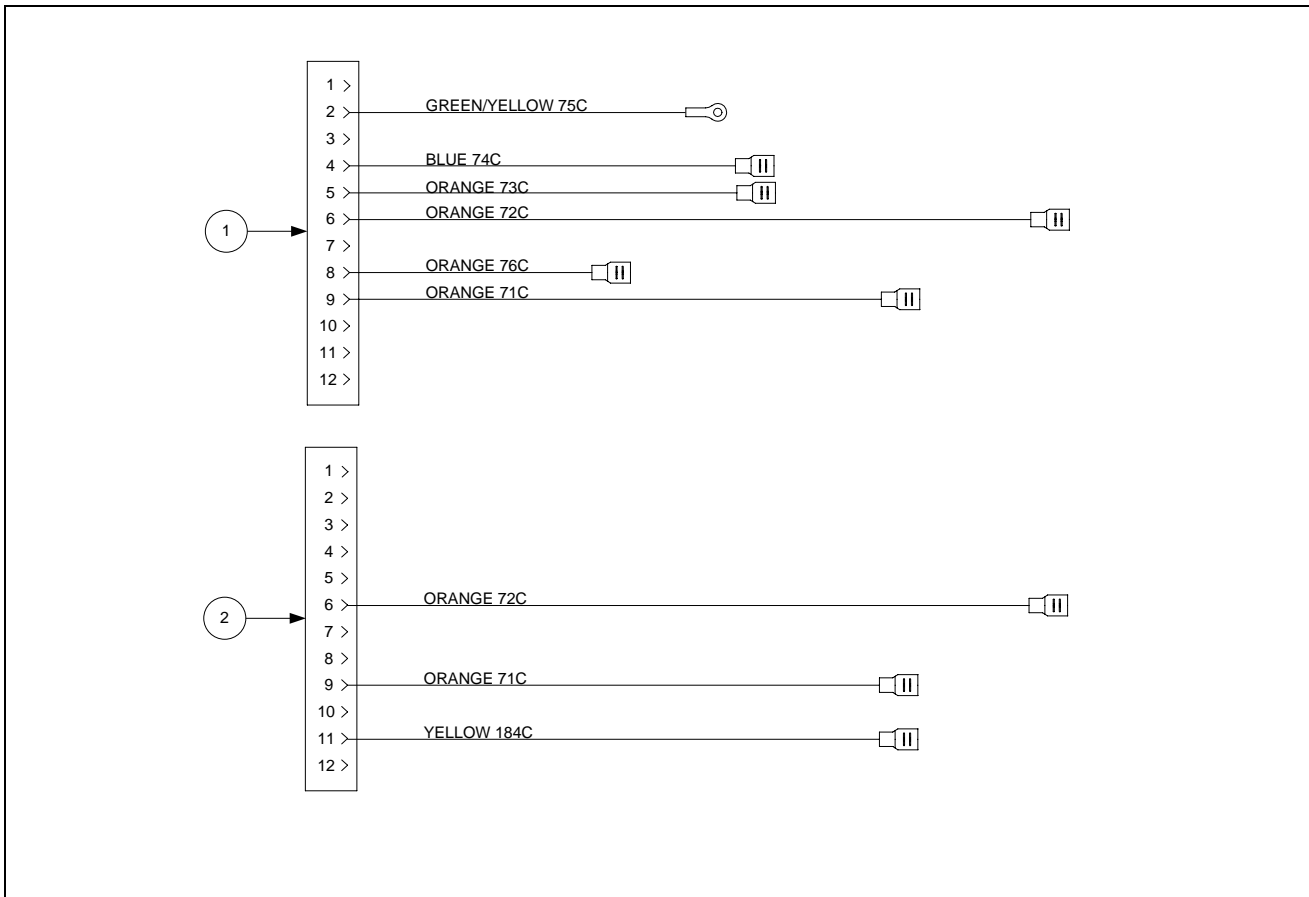 1
2 GREEN/YELLOW 75C
3
4 BLUE 74C
5 ORANGE 73C
6 ORANGE 72C
1
7
8 ORANGE 76C
9 ORANGE 71C
10
11
12
1
2
3
4
5
6 ORANGE 72C
2
7
8
9 ORANGE 71C
10
11 YELLOW 184C
12